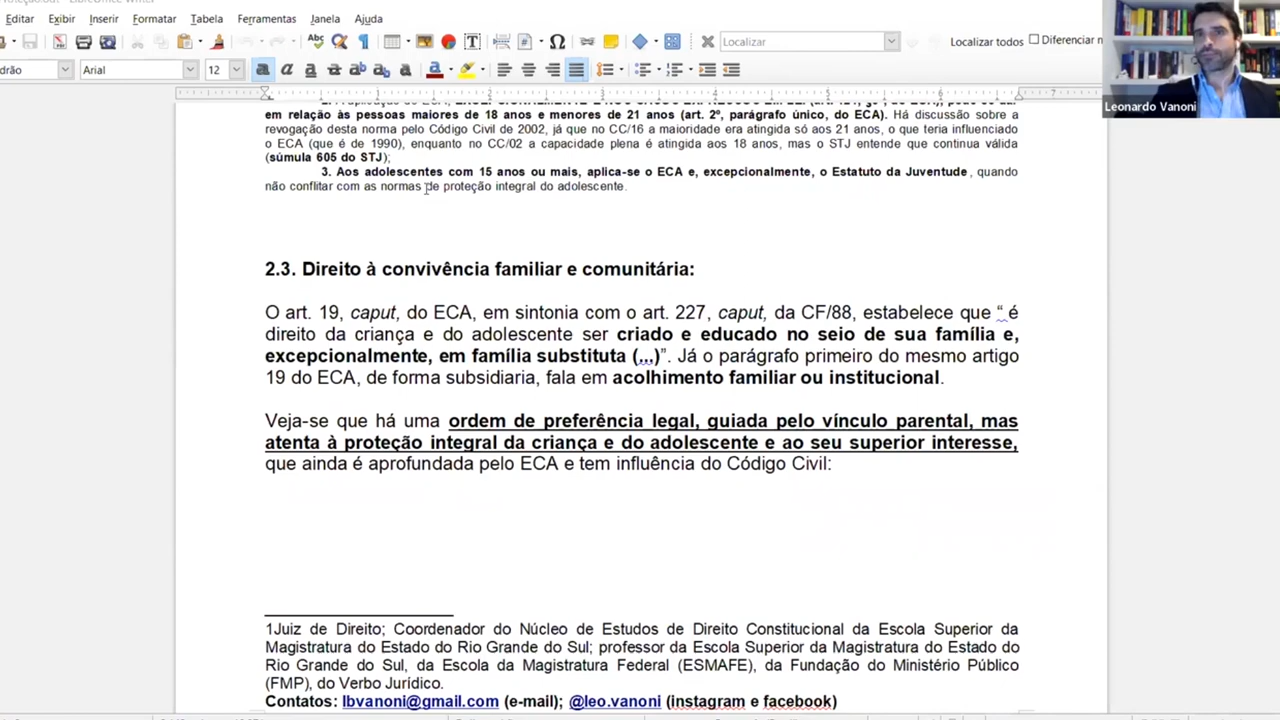 Editar Exibir Inserir Formatar Tabela Ferramentas Janela Ajuda
Localizar Localizar todos Diferenciar
Arial 12
Leonardo Vanoni
1 2 3 4 5 6 7
em relação às pessoas maiores de 18 anos e menores de 21 anos (art. 2º, parágrafo único, do ECA). Há discussão sobre a
revogação desta norma pelo Código Civil de 2002, já que no CC/16 a maioridade era atingida só aos 21 anos, o que teria influenciado
o ECA (que é de 1990), enquanto no CC/02 a capacidade plena é atingida aos 18 anos, mas o STJ entende que continua válida
(súmula 605 do STJ);
3. Aos adolescentes com 15 anos ou mais, aplica-se o ECA e, excepcionalmente, o Estatuto da Juventude, quando
não conflitar com as normas de proteção integral do adolescente.
2.3. Direito à convivência familiar e comunitária:
O art. 19, caput, do ECA, em sintonia com o art. 227, caput, da CF/88, estabelece que “ é
direito da criança e do adolescente ser criado e educado no seio de sua família e,
excepcionalmente, em família substituta (...)”. Já o parágrafo primeiro do mesmo artigo
19 do ECA, de forma subsidiaria, fala em acolhimento familiar ou institucional.
Veja-se que há uma ordem de preferência legal, guiada pelo vínculo parental, mas
atenta à proteção integral da criança e do adolescente e ao seu superior interesse,
que ainda é aprofundada pelo ECA e tem influência do Código Civil:
1Juiz de Direito; Coordenador do Núcleo de Estudos de Direito Constitucional da Escola Superior da
Magistratura do Estado do Rio Grande do Sul; professor da Escola Superior da Magistratura do Estado do
Rio Grande do Sul, da Escola da Magistratura Federal (ESMAFE), da Fundação do Ministério Público
(FMP), do Verbo Jurídico.
Contatos: lbvanoni@gmail.com (e-mail); @leo.vanoni (instagram e facebook)